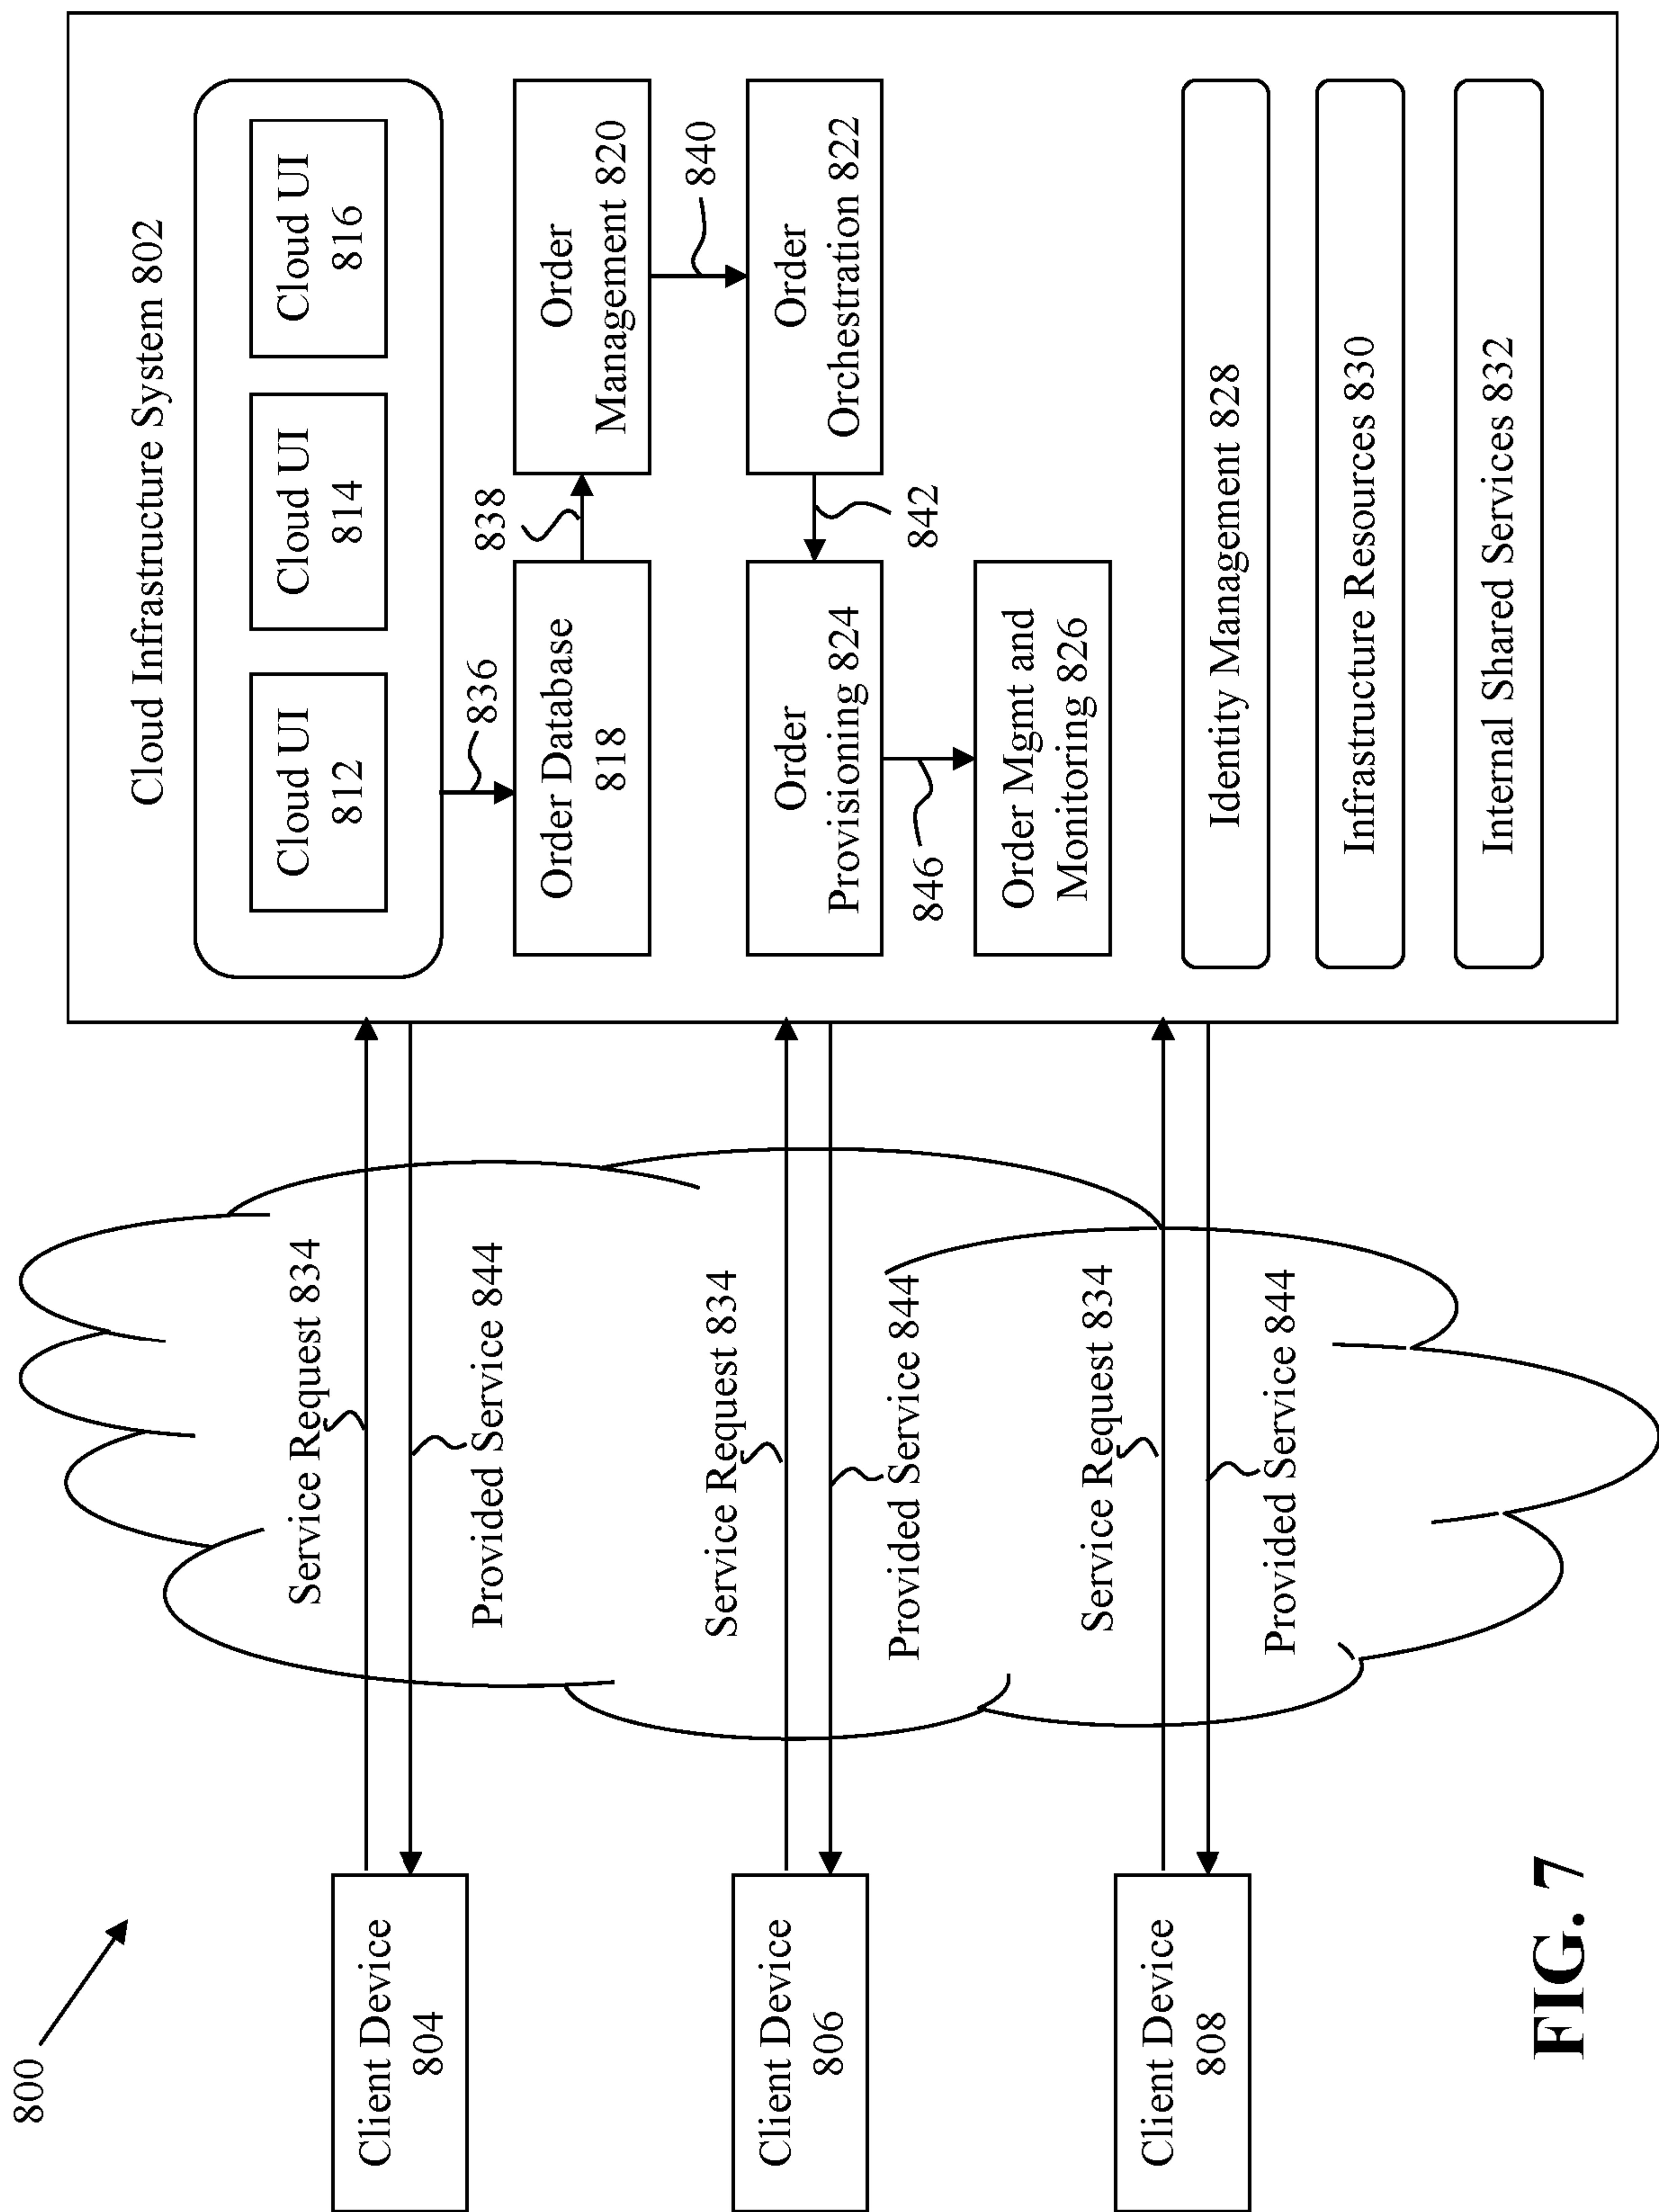 800
Client Device
804
Client Device
806
Client Device
808
Service Request 834
Provided Service 844
Service Request 834
Provided Service 844
Service Request 834
Provided Service 844
Cloud Infrastructure System 802
Cloud UI
812
Cloud UI
814
Cloud UI
816
836
Order Database
818
838
Order
Management 820
840
Order
Provisioning 824
842
Order
Orchestration 822
846
Order Mgmt and
Monitoring 826
Identity Management 828
Infrastructure Resources 830
Internal Shared Services 832
FIG. 7